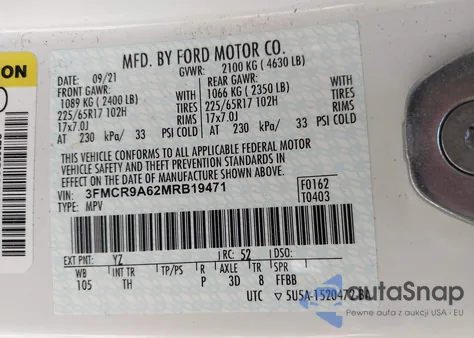 MFD. BY FORD MOTOR CO.
DATE: 09/21 GVWR: 2100 KG ( 4630 LB)
FRONT GAWR: REAR GAWR:
1089 KG ( 2400 LB) 1066 KG ( 2350 LB)
225/65R17 102H TIRES 225/65R17 102H TIRES
17x7.0J RIMS 17x7.0J RIMS
AT 230 kPa/ 33 PSI COLD AT 230 kPa/ 33 PSI COLD
THIS VEHICLE CONFORMS TO ALL APPLICABLE FEDERAL MOTOR
VEHICLE SAFETY AND THEFT PREVENTION STANDARDS IN
EFFECT ON THE DATE OF MANUFACTURE SHOWN ABOVE.
VIN: 3FMCR9A62MRB19471 F0162
TYPE: MPV T0403
EXT PNT: YZ RC: 52 DSO:
WB INT TR TP/PS R AXLE TR SPR
105 TH P 3D 8 FFBB
UTC ▽ 5U5A-1520472-B
ON
autoSnap
Pewne auta z aukcji USA i EU